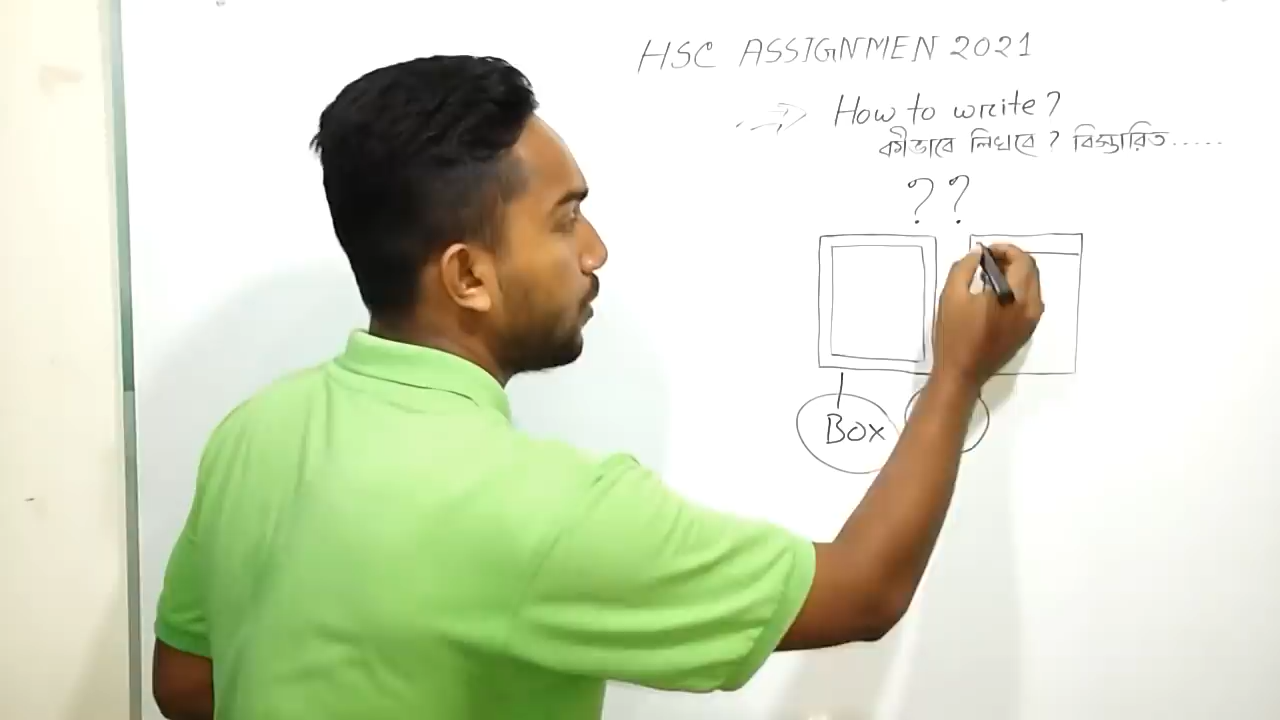 HSC ASSIGNMEN 2021
How to write?
কীভাবে লিখবে ? বিস্তারিত.....
? ?
Box